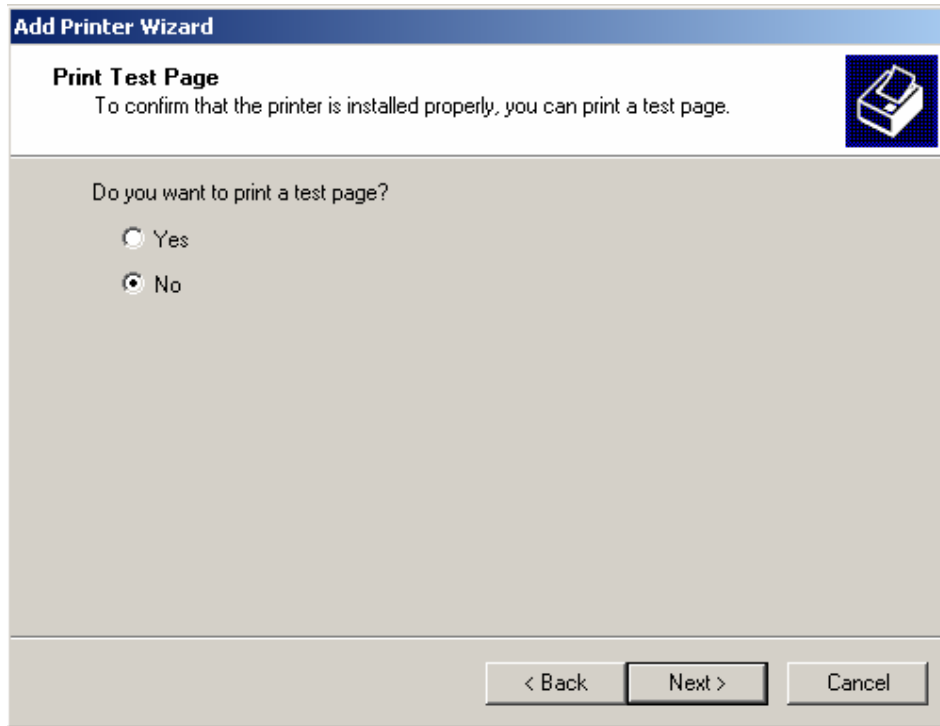 Add Printer Wizard
Print Test Page
To confirm that the printer is installed properly, you can print a test page.
Do you want to print a test page?
Yes
No
< Back Next > Cancel